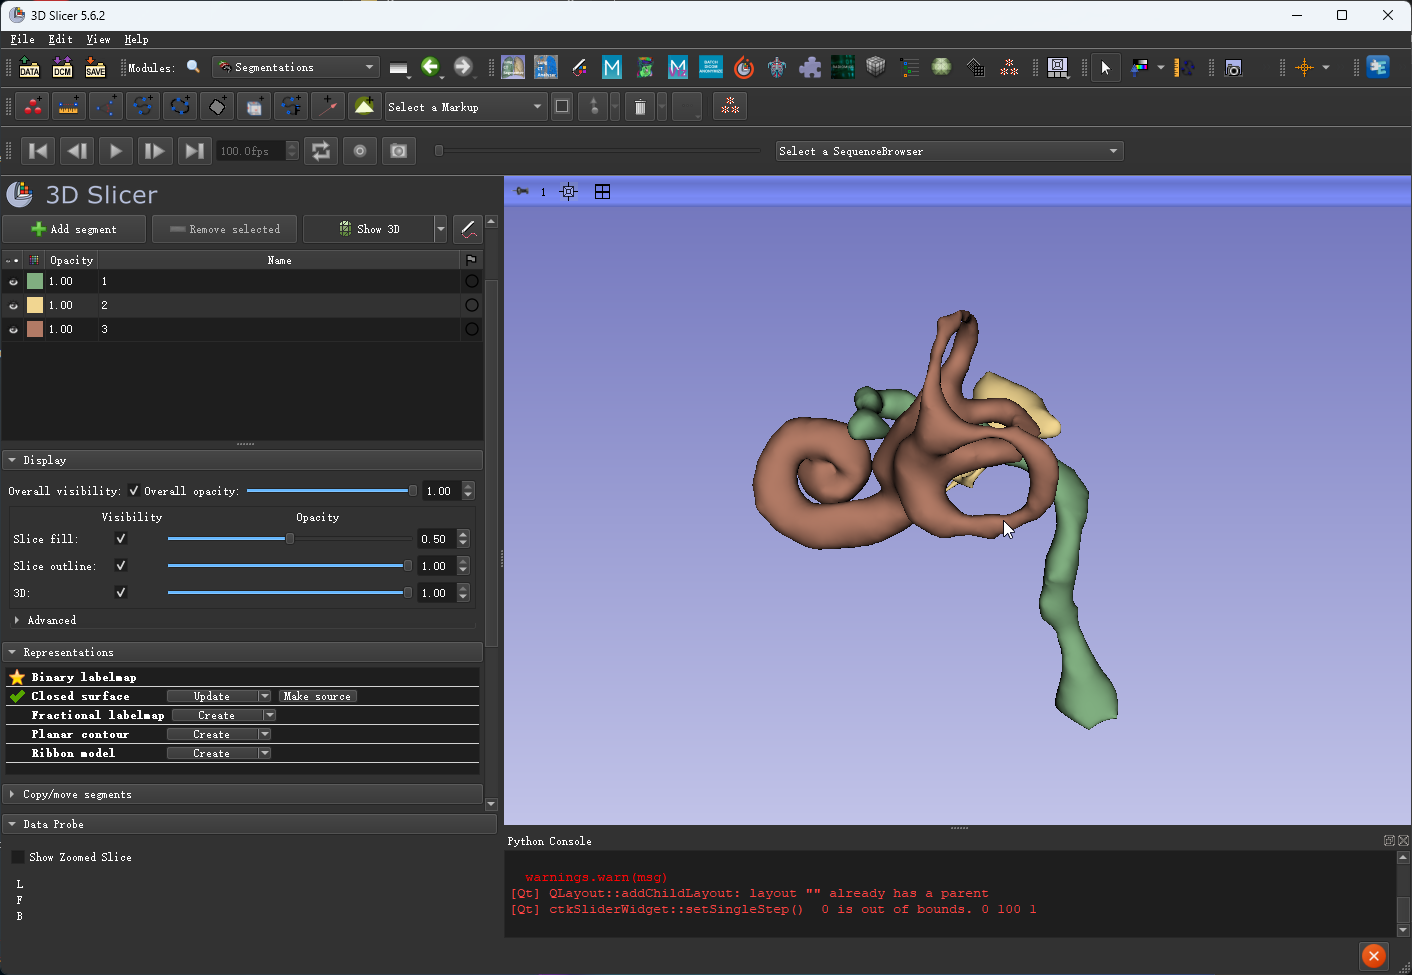 3D Slicer 5.6.2
File Edit View Help
DATA DCM SAVE Modules: Segmentations
Select a Markup
100.0fps Select a SequenceBrowser
3D Slicer
1
Add segment Remove selected Show 3D
Opacity Name
1.00 1
1.00 2
1.00 3
Display
Overall visibility: Overall opacity: 1.00
Visibility Opacity
Slice fill: 0.50
Slice outline: 1.00
3D: 1.00
Advanced
Representations
Binary labelmap
Closed surface Update Make source
Fractional labelmap Create
Planar contour Create
Ribbon model Create
Copy/move segments
Data Probe
Show Zoomed Slice
L
F
B
Python Console
warnings.warn(msg)
[Qt] QLayout::addChildLayout: layout "" already has a parent
[Qt] ctkSliderWidget::setSingleStep() 0 is out of bounds. 0 100 1